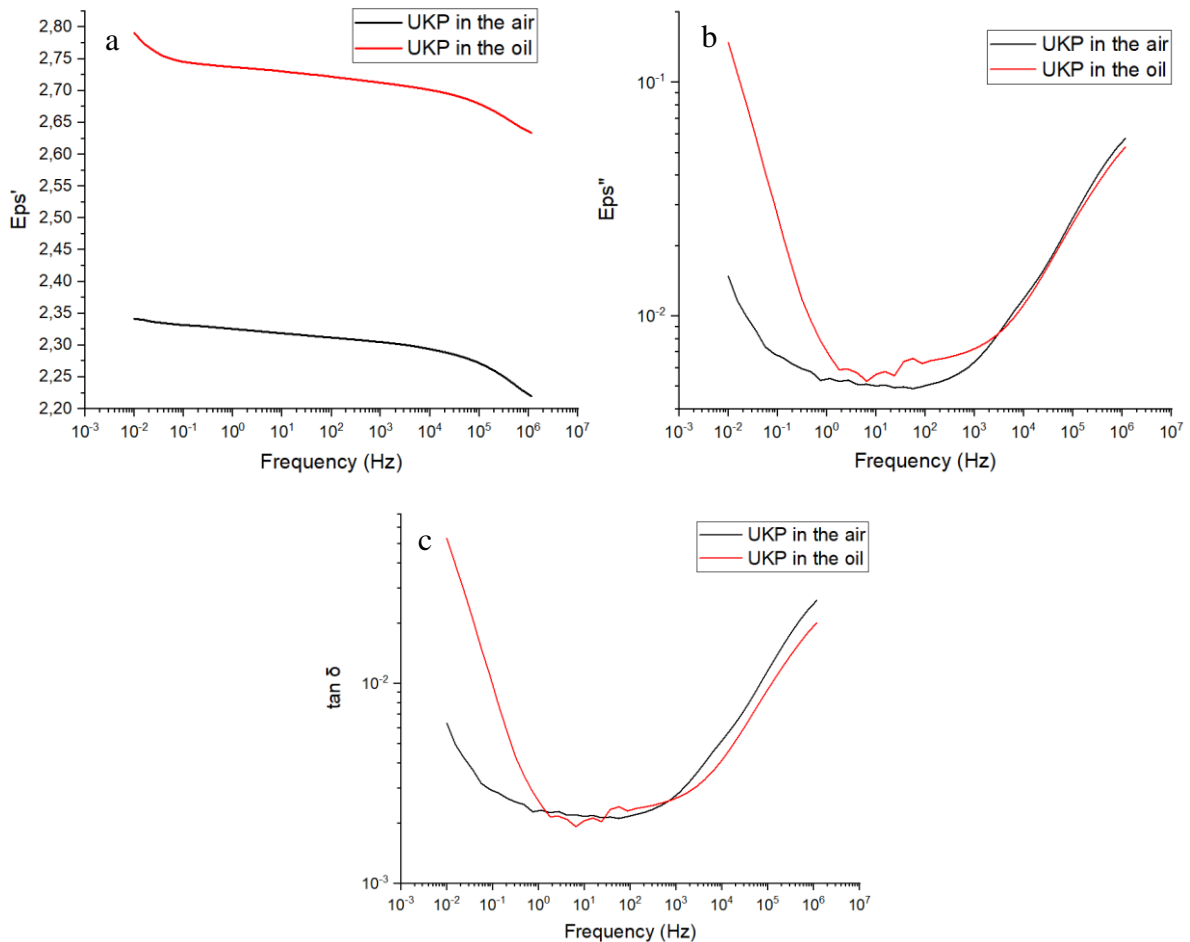 a
UKP in the air
UKP in the oil
2,80
2,75
2,70
2,65
2,60
2,55
2,50
2,45
2,40
2,35
2,30
2,25
2,20
Eps'
10⁻³ 10⁻² 10⁻¹ 10⁰ 10¹ 10² 10³ 10⁴ 10⁵ 10⁶ 10⁷
Frequency (Hz)
b
UKP in the air
UKP in the oil
10⁻¹
10⁻²
Eps"
10⁻³ 10⁻² 10⁻¹ 10⁰ 10¹ 10² 10³ 10⁴ 10⁵ 10⁶ 10⁷
Frequency (Hz)
c
UKP in the air
UKP in the oil
10⁻²
10⁻³
tan δ
10⁻³ 10⁻² 10⁻¹ 10⁰ 10¹ 10² 10³ 10⁴ 10⁵ 10⁶ 10⁷
Frequency (Hz)